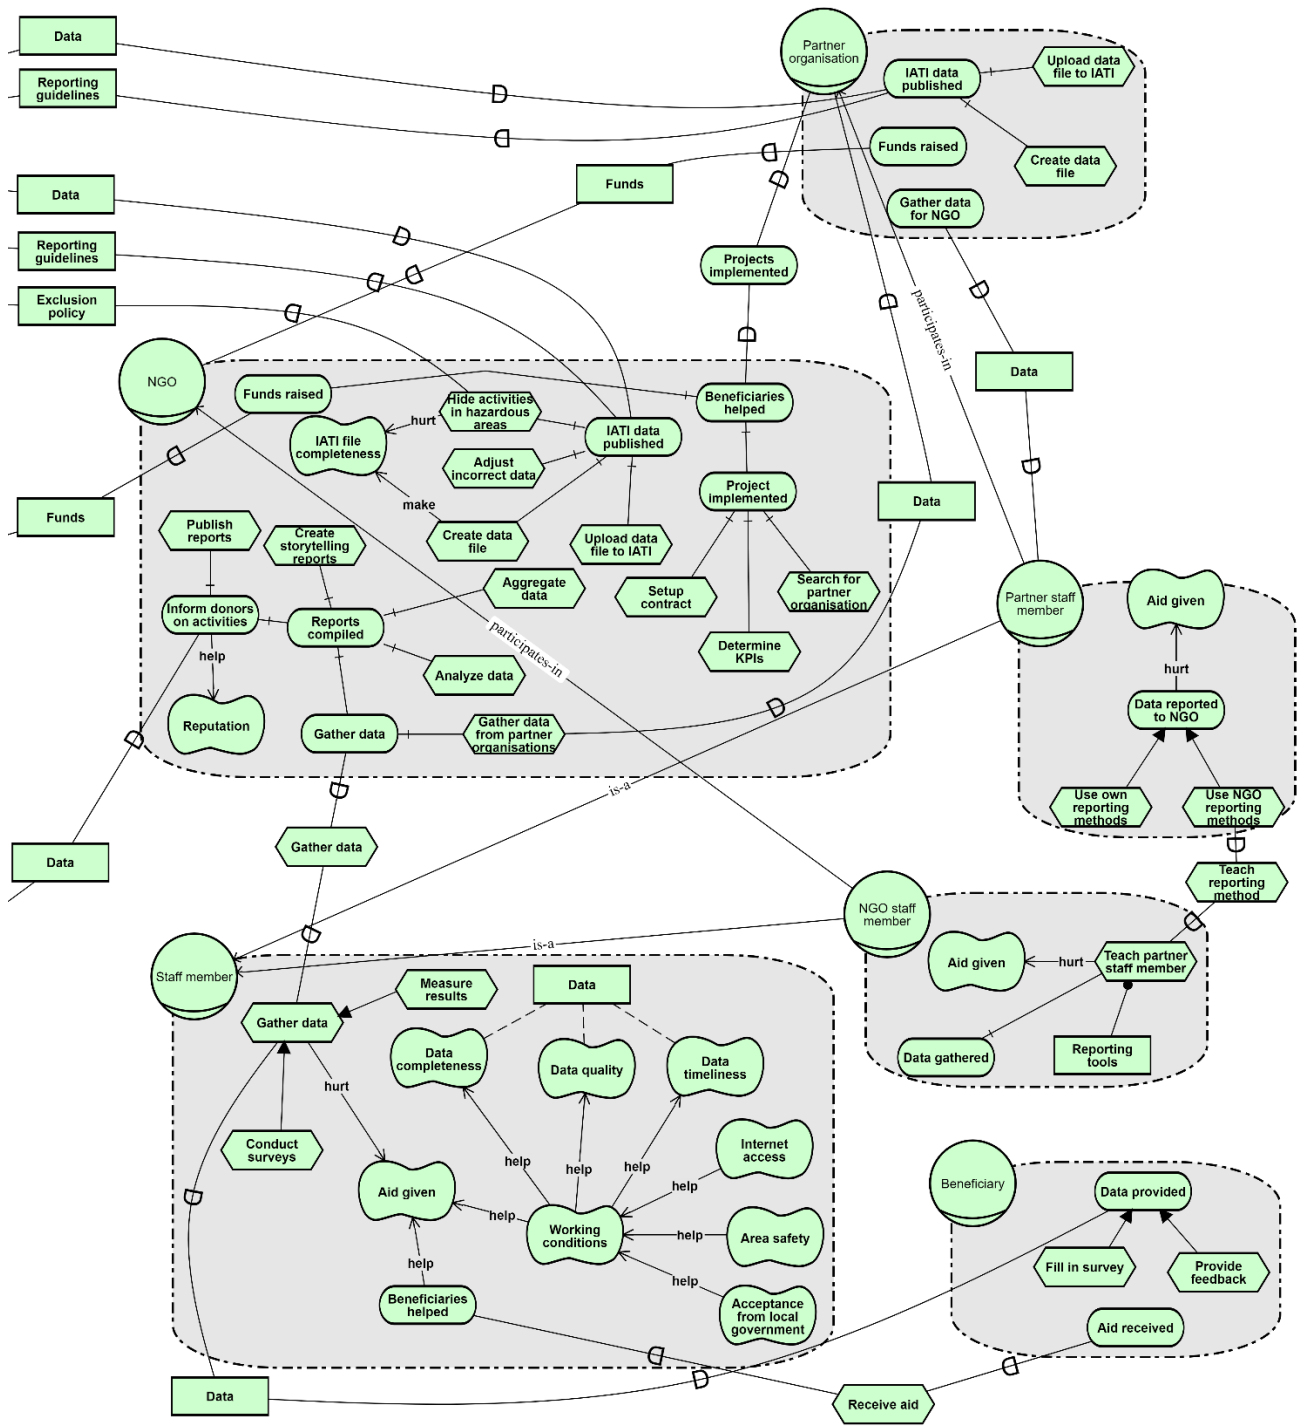 Data
Reporting
guidelines
Partner
organisation
IATI data
published
Upload data
file to IATI
Create data
file
Funds raised
Gather data
for NGO
Funds
Data
Reporting
guidelines
Exclusion
policy
Projects
implemented
participates-in
Data
NGO
Funds raised
Hide activities
in hazardous
areas
hurt
IATI file
completeness
IATI data
published
Beneficiaries
helped
Adjust
incorrect data
make
Project
implemented
Data
Funds
Publish
reports
Create
storytelling
reports
Create data
file
Upload data
file to IATI
Aggregate
data
Setup
contract
Search for
partner
organisation
Determine
KPIs
Inform donors
on activities
Reports
compiled
help
Analyze data
participates-in
Reputation
Gather data
Gather data
from partner
organisations
Partner staff
member
Aid given
hurt
Data reported
to NGO
Use own
reporting
methods
Use NGO
reporting
methods
is-a
Data
Gather data
Teach
reporting
method
NGO staff
member
is-a
Aid given
hurt
Teach partner
staff member
Data gathered
Reporting
tools
Staff member
Measure
results
Data
Gather data
Data
completeness
Data quality
Data
timeliness
hurt
Conduct
surveys
help
help
help
Internet
access
help
Aid given
help
Working
conditions
help
Area safety
help
help
Beneficiaries
helped
Acceptance
from local
government
Beneficiary
Data provided
Fill in survey
Provide
feedback
Aid received
Data
Receive aid